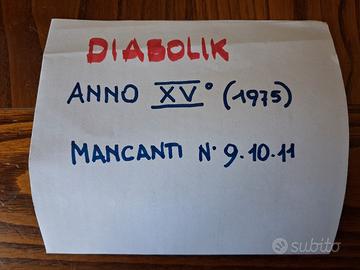 DIABOLIK
ANNO XV° (1975)
MANCANTI N° 9.10.11
subito